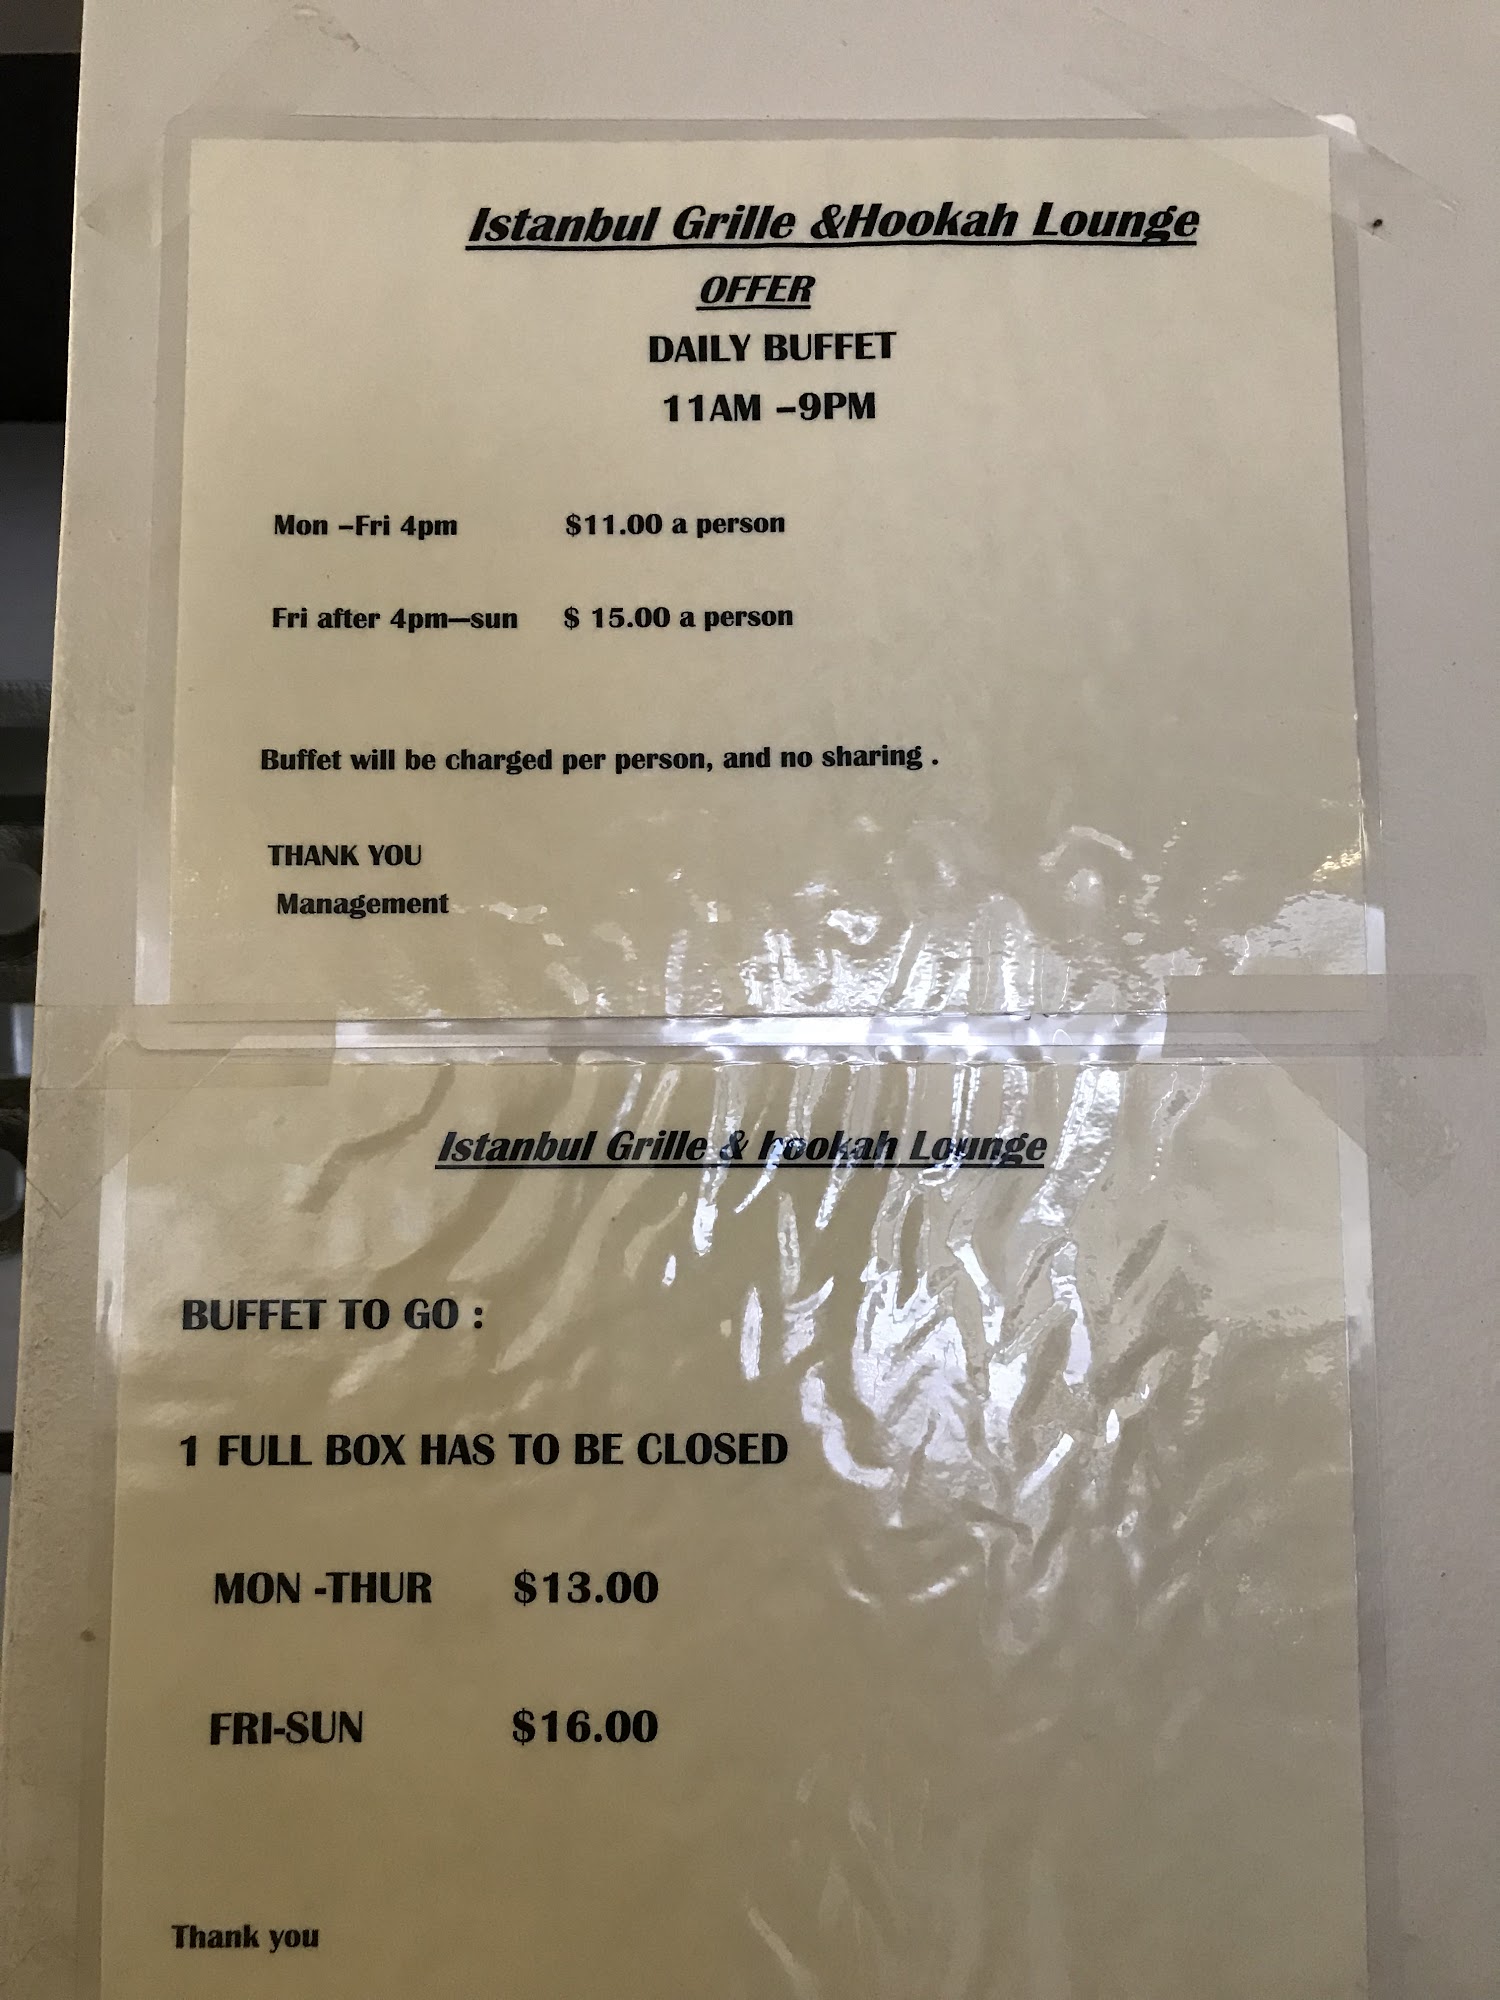 Istanbul Grille &Hookah Lounge
OFFER
DAILY BUFFET
11AM –9PM
Mon –Fri 4pm $11.00 a person
Fri after 4pm—sun $ 15.00 a person
Buffet will be charged per person, and no sharing .
THANK YOU
Management
Istanbul Grille & hookah Lounge
BUFFET TO GO :
1 FULL BOX HAS TO BE CLOSED
MON -THUR $13.00
FRI-SUN $16.00
Thank you